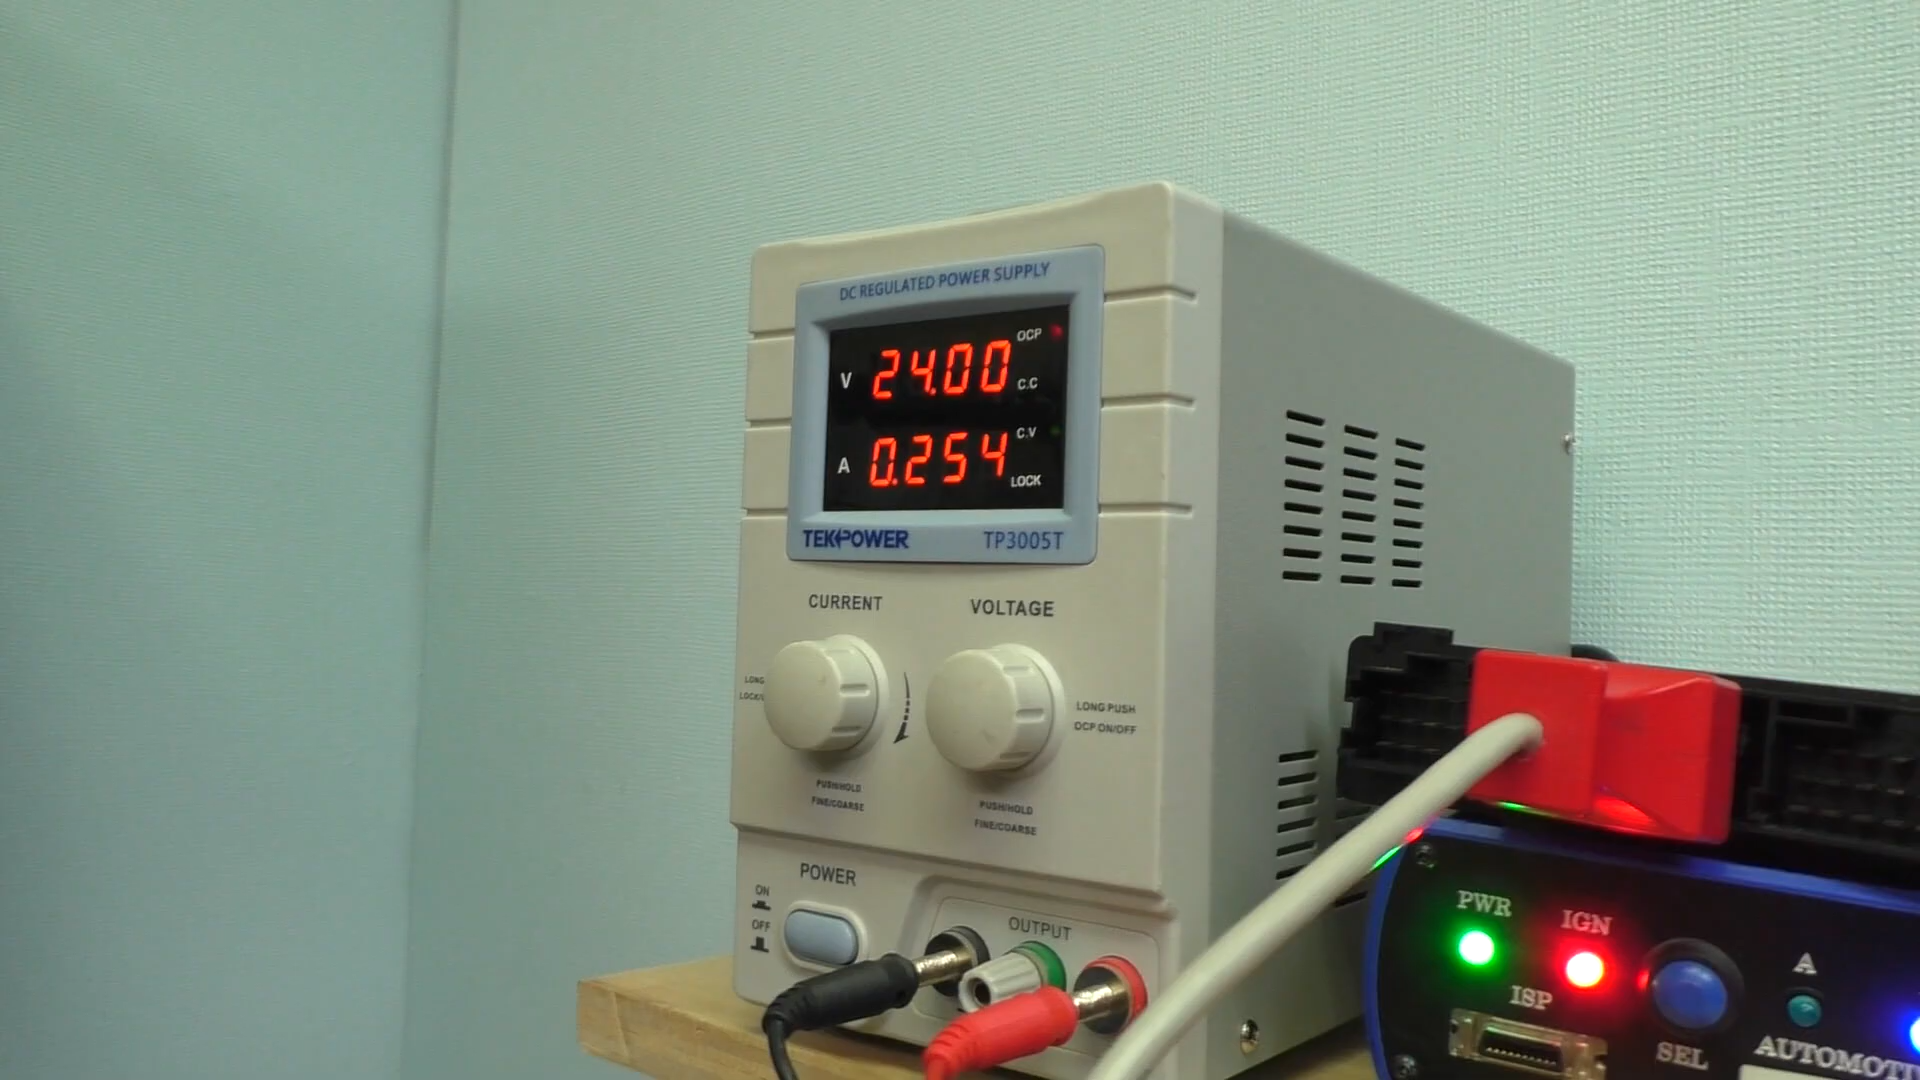 DC REGULATED POWER SUPPLY
OCP
V 24.00
C.C
C.V
A 0.254
LOCK
TEKPOWER TP3005T
CURRENT VOLTAGE
LONG
LONG PUSH
OCP ON/OFF
PUSH/HOLD
FINE/COARSE
PUSH/HOLD
FINE/COARSE
POWER
ON
OFF
OUTPUT
PWR
IGN
A
ISP
SEL